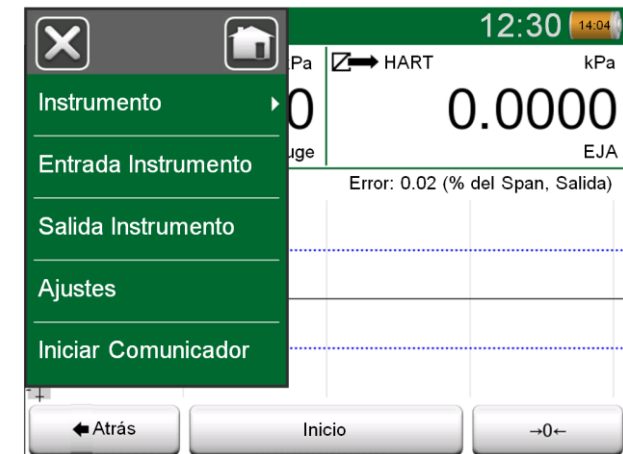 12:30 14:04
Pa HART kPa
0 0.0000
uge EJA
Error: 0.02 (% del Span, Salida)
Instrumento
Entrada Instrumento
Salida Instrumento
Ajustes
Iniciar Comunicador
Atrás Inicio →0←